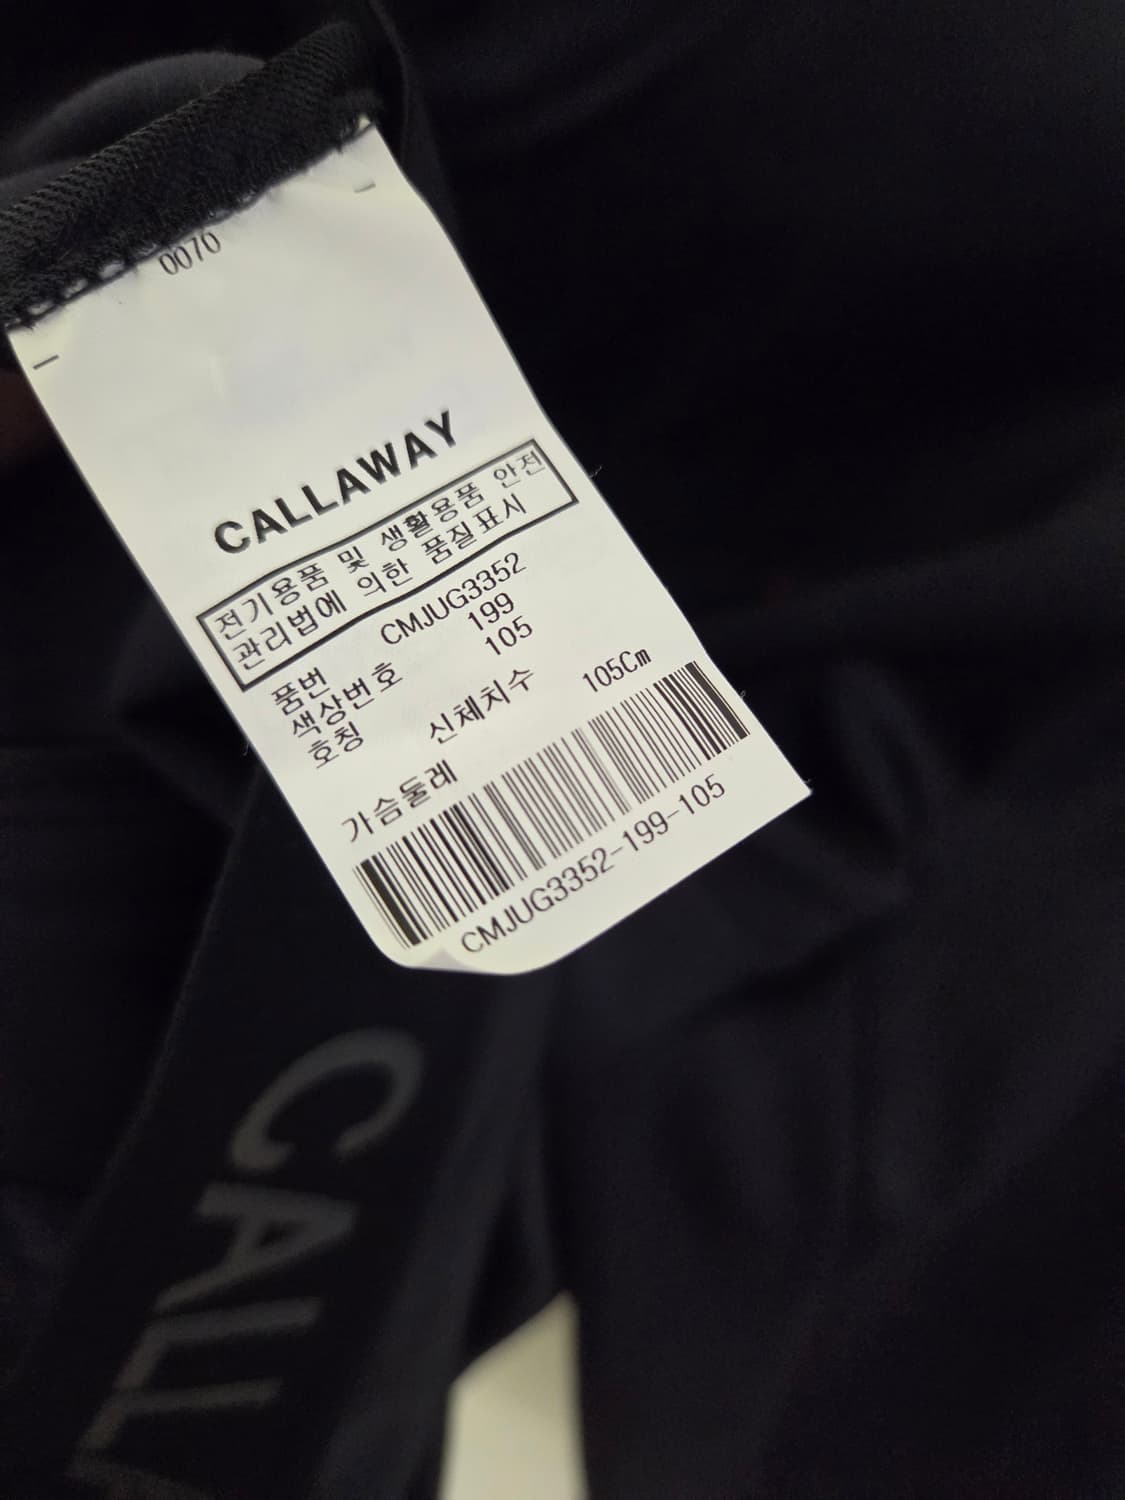 0070
CALLAWAY
전기용품 및 생활용품 안전
관리법에 의한 품질표시
품번 CMJUG3352
색상번호 199
호칭 105
신체치수
가슴둘레 105Cm
CMJUG3352-199-105
CALL